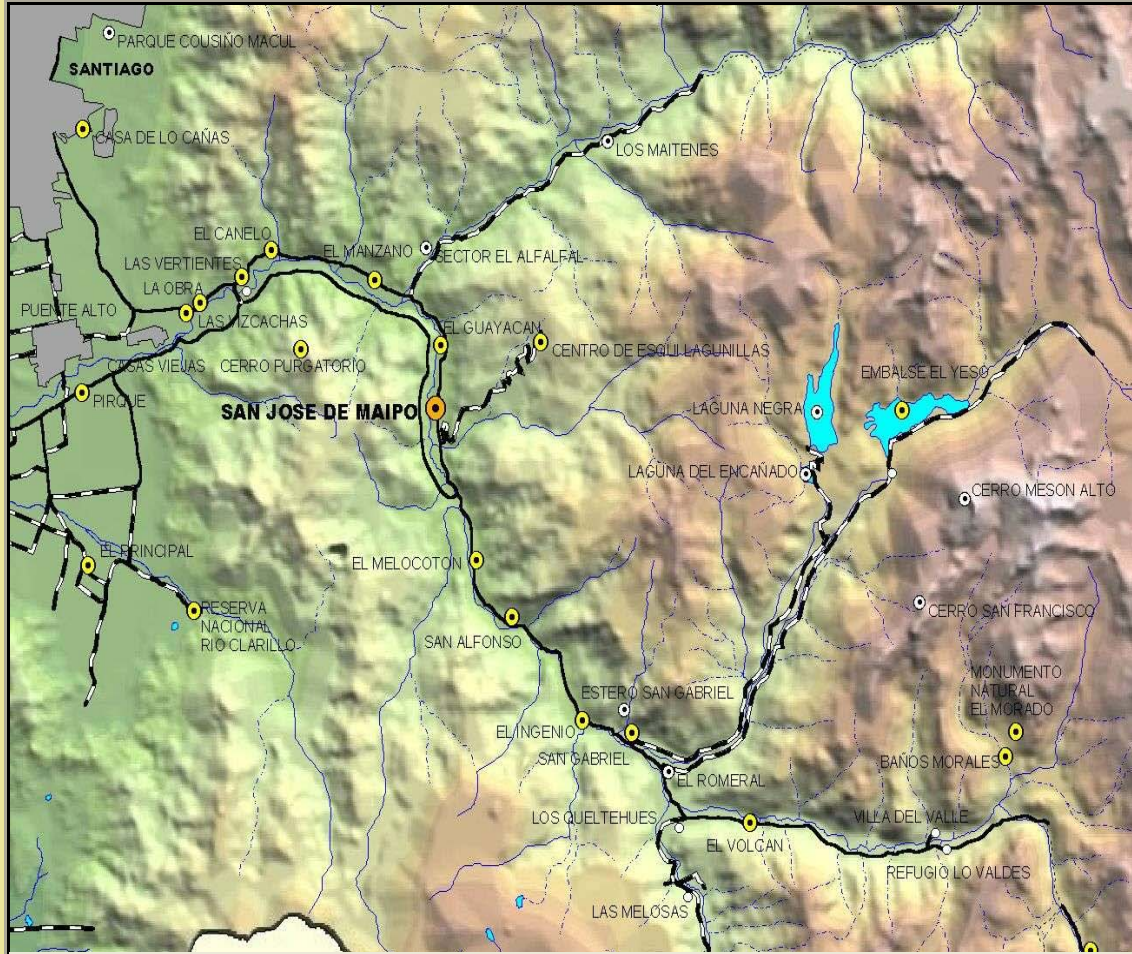 PARQUE COUSIÑO MACUL
SANTIAGO
CASA DE LO CAÑAS
LOS MAITENES
EL CANELO
EL MANZANO
SECTOR EL ALFALFAL
LAS VERTIENTES
LA OBRA
PUENTE ALTO
LAS VIZCACHAS
EL GUAYACAN
CENTRO DE ESQUI LAGUNILLAS
CASAS VIEJAS
CERRO PURGATORIO
EMBALSE EL YESO
PIRQUE
SAN JOSE DE MAIPO
LAGUNA NEGRA
LAGUNA DEL ENCAÑADO
CERRO MESON ALTO
EL PRINCIPAL
EL MELOCOTON
RESERVA
NACIONAL
RIO CLARILLO
CERRO SAN FRANCISCO
SAN ALFONSO
MONUMENTO
NATURAL
EL MORADO
ESTERO SAN GABRIEL
EL INGENIO
SAN GABRIEL
BAÑOS MORALES
EL ROMERAL
LOS QUELTEHUES
VILLA DEL VALLE
EL VOLCAN
REFUGIO LO VALDES
LAS MELOSAS